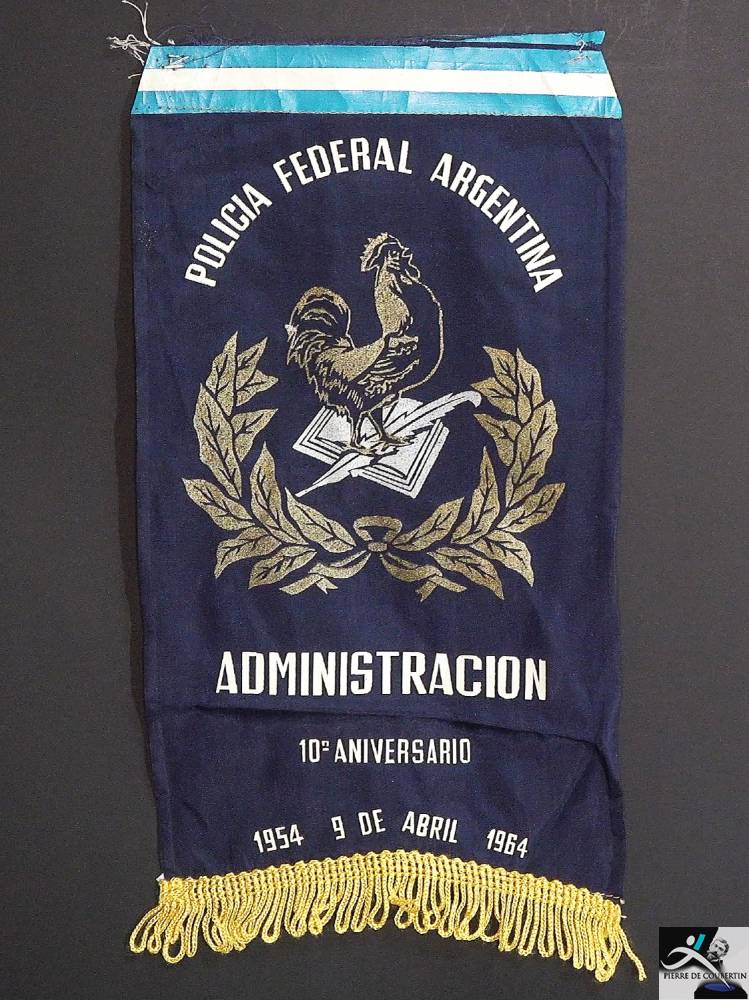 POLICIA FEDERAL ARGENTINA
ADMINISTRACION
10º ANIVERSARIO
1954 9 DE ABRIL 1964
PIERRE DE COUBERTIN